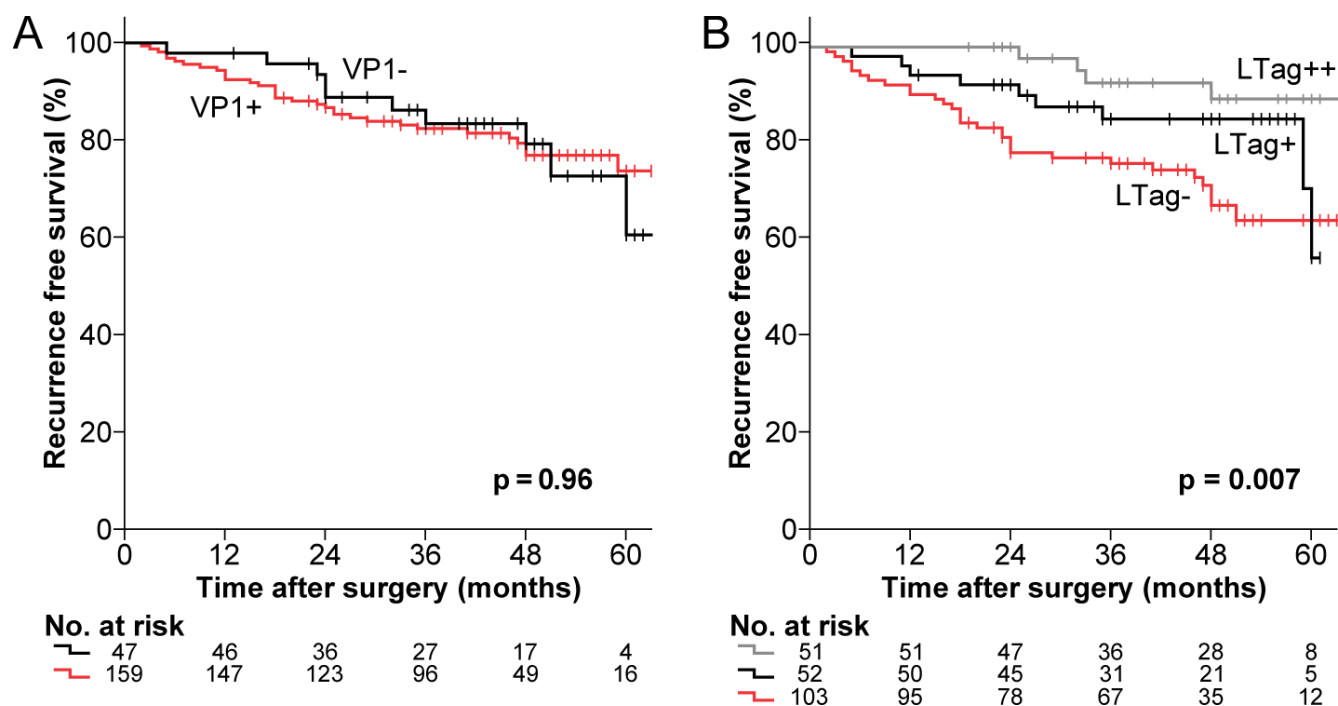 A
100
80
60
40
20
0
Recurrence free survival (%)
VP1-
VP1+
p = 0.96
0 12 24 36 48 60
Time after surgery (months)
No. at risk
47 46 36 27 17 4
159 147 123 96 49 16
B
100
80
60
40
20
0
Recurrence free survival (%)
LTag++
LTag+
LTag-
p = 0.007
0 12 24 36 48 60
Time after surgery (months)
No. at risk
51 51 47 36 28 8
52 50 45 31 21 5
103 95 78 67 35 12